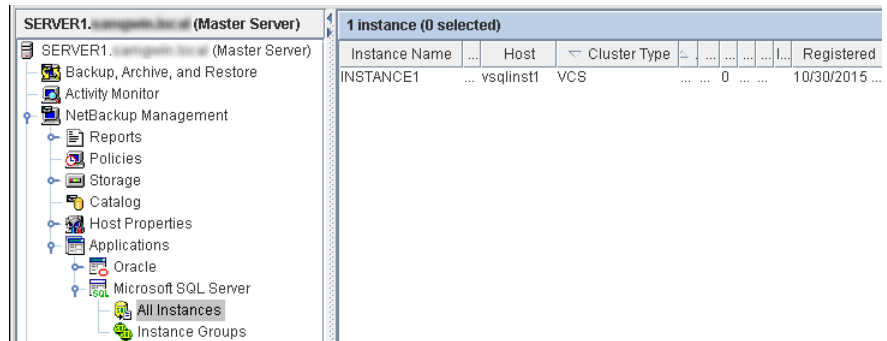 SERVER1. (Master Server)
SERVER1. (Master Server)
Backup, Archive, and Restore
Activity Monitor
NetBackup Management
Reports
Policies
Storage
Catalog
Host Properties
Applications
Oracle
Microsoft SQL Server
All Instances
Instance Groups
1 instance (0 selected)
Instance Name ... Host Cluster Type . ... ... ... ... I... Registered
INSTANCE1 ... vsqlinst1 VCS ... ... 0 ... ... 10/30/2015 ...